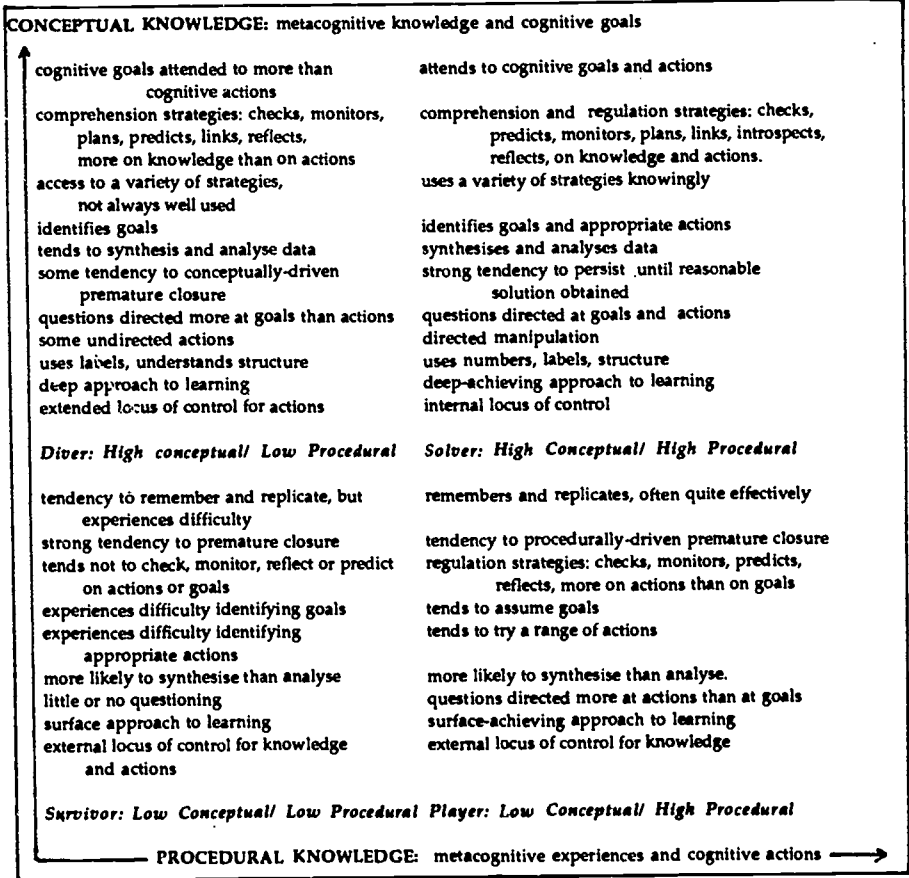 CONCEPTUAL KNOWLEDGE: metacognitive knowledge and cognitive goals
cognitive goals attended to more than
cognitive actions
comprehension strategies: checks, monitors,
plans, predicts, links, reflects,
more on knowledge than on actions
access to a variety of strategies,
not always well used
identifies goals
tends to synthesis and analyse data
some tendency to conceptually-driven
premature closure
questions directed more at goals than actions
some undirected actions
uses labels, understands structure
deep approach to learning
extended locus of control for actions
Diver: High conceptual/ Low Procedural
attends to cognitive goals and actions
comprehension and regulation strategies: checks,
predicts, monitors, plans, links, introspects,
reflects, on knowledge and actions.
uses a variety of strategies knowingly
identifies goals and appropriate actions
synthesises and analyses data
strong tendency to persist until reasonable
solution obtained
questions directed at goals and actions
directed manipulation
uses numbers, labels, structure
deep-achieving approach to learning
internal locus of control
Solver: High Conceptual/ High Procedural
tendency to remember and replicate, but
experiences difficulty
strong tendency to premature closure
tends not to check, monitor, reflect or predict
on actions or goals
experiences difficulty identifying goals
experiences difficulty identifying
appropriate actions
more likely to synthesise than analyse
little or no questioning
surface approach to learning
external locus of control for knowledge
and actions
Survivor: Low Conceptual/ Low Procedural
remembers and replicates, often quite effectively
tendency to procedurally-driven premature closure
regulation strategies: checks, monitors, predicts,
reflects, more on actions than on goals
tends to assume goals
tends to try a range of actions
more likely to synthesise than analyse.
questions directed more at actions than at goals
surface-achieving approach to learning
external locus of control for knowledge
Player: Low Conceptual/ High Procedural
PROCEDURAL KNOWLEDGE: metacognitive experiences and cognitive actions